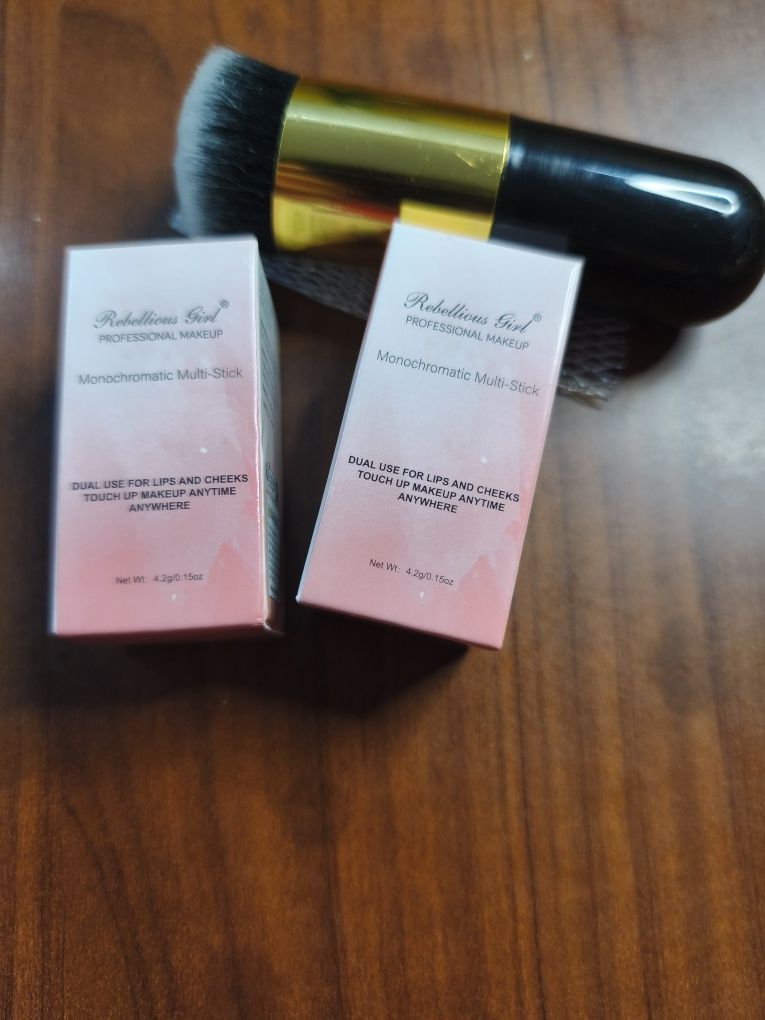 Rebellious Girl®
PROFESSIONAL MAKEUP
Monochromatic Multi-Stick
DUAL USE FOR LIPS AND CHEEKS
TOUCH UP MAKEUP ANYTIME
ANYWHERE
Net Wt: 4.2g/0.15oz
Rebellious Girl®
PROFESSIONAL MAKEUP
Monochromatic Multi-Stick
DUAL USE FOR LIPS AND CHEEKS
TOUCH UP MAKEUP ANYTIME
ANYWHERE
Net Wt: 4.2g/0.15oz